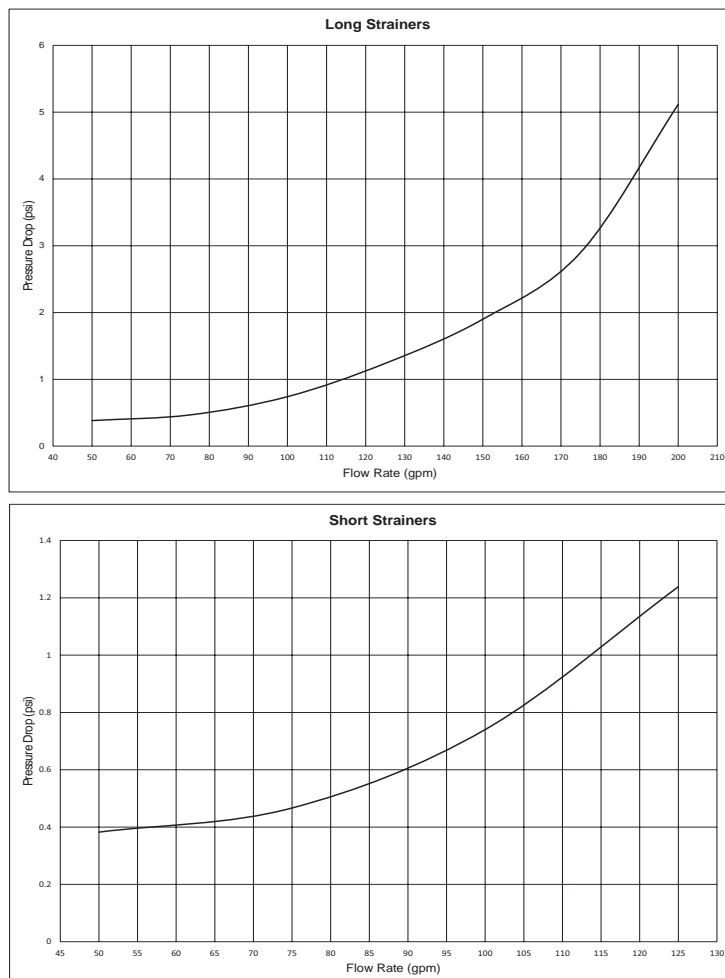 Long Strainers
6
5
4
3
2
1
0
Pressure Drop (psi)
40 50 60 70 80 90 100 110 120 130 140 150 160 170 180 190 200 210
Flow Rate (gpm)
Short Strainers
1.4
1.2
1
0.8
0.6
0.4
0.2
0
Pressure Drop (psi)
45 50 55 60 65 70 75 80 85 90 95 100 105 110 115 120 125 130
Flow Rate (gpm)